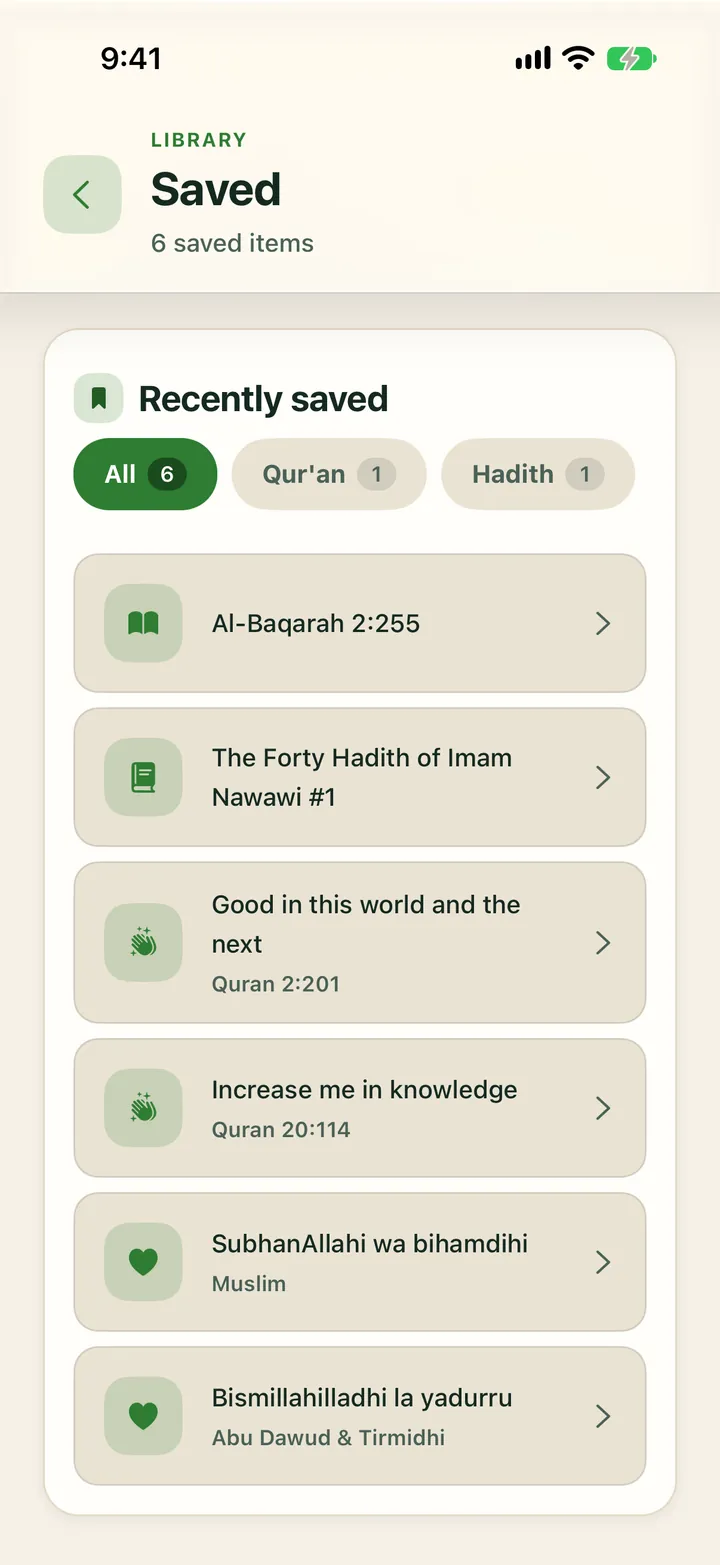 9:41
LIBRARY
Saved
6 saved items
Recently saved
All 6
Qur'an 1
Hadith 1
Al-Baqarah 2:255
The Forty Hadith of Imam
Nawawi #1
Good in this world and the
next
Quran 2:201
Increase me in knowledge
Quran 20:114
SubhanAllahi wa bihamdihi
Muslim
Bismillahilladhi la yadurru
Abu Dawud & Tirmidhi